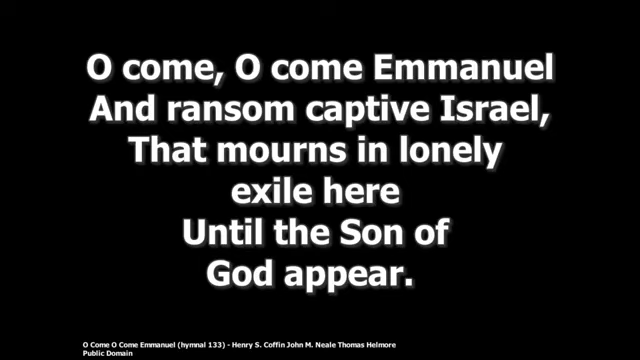 O come, O come Emmanuel
And ransom captive Israel,
That mourns in lonely
exile here
Until the Son of
God appear.
O Come O Come Emmanuel (hymnal 133) - Henry S. Coffin John M. Neale Thomas Helmore
Public Domain